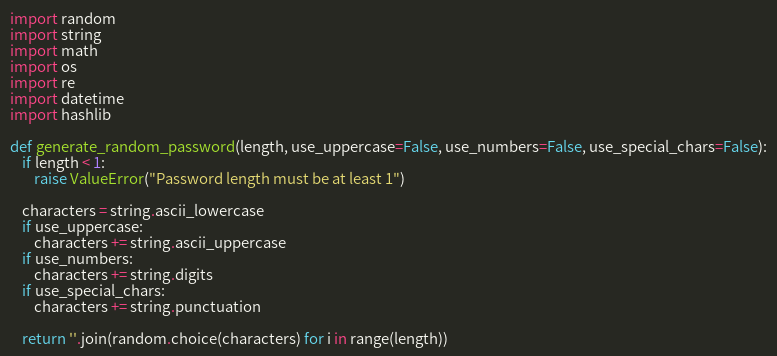 import random
import string
import math
import os
import re
import datetime
import hashlib

def generate_random_password(length, use_uppercase=False, use_numbers=False, use_special_chars=False):
    if length < 1:
        raise ValueError("Password length must be at least 1")

    characters = string.ascii_lowercase
    if use_uppercase:
        characters += string.ascii_uppercase
    if use_numbers:
        characters += string.digits
    if use_special_chars:
        characters += string.punctuation

    return ''.join(random.choice(characters) for i in range(length))